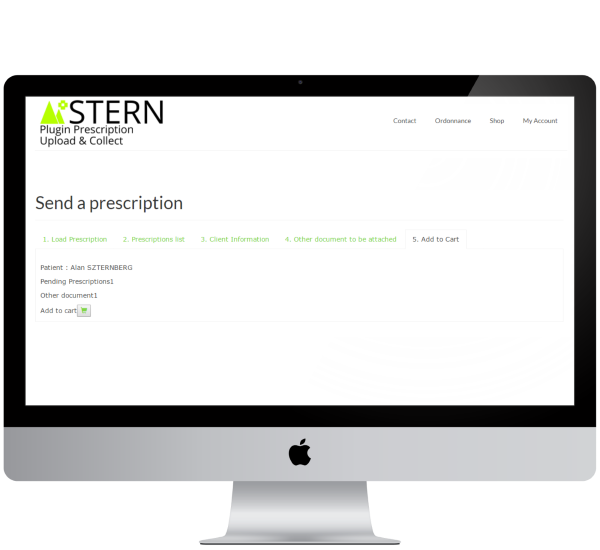 STERN
Plugin Prescription
Upload & Collect
Contact Ordonnance Shop My Account
Send a prescription
1. Load Prescription 2. Prescriptions list 3. Client Information 4. Other document to be attached 5. Add to Cart
Patient : Alan SZTERNBERG
Pending Prescriptions1
Other document1
Add to cart